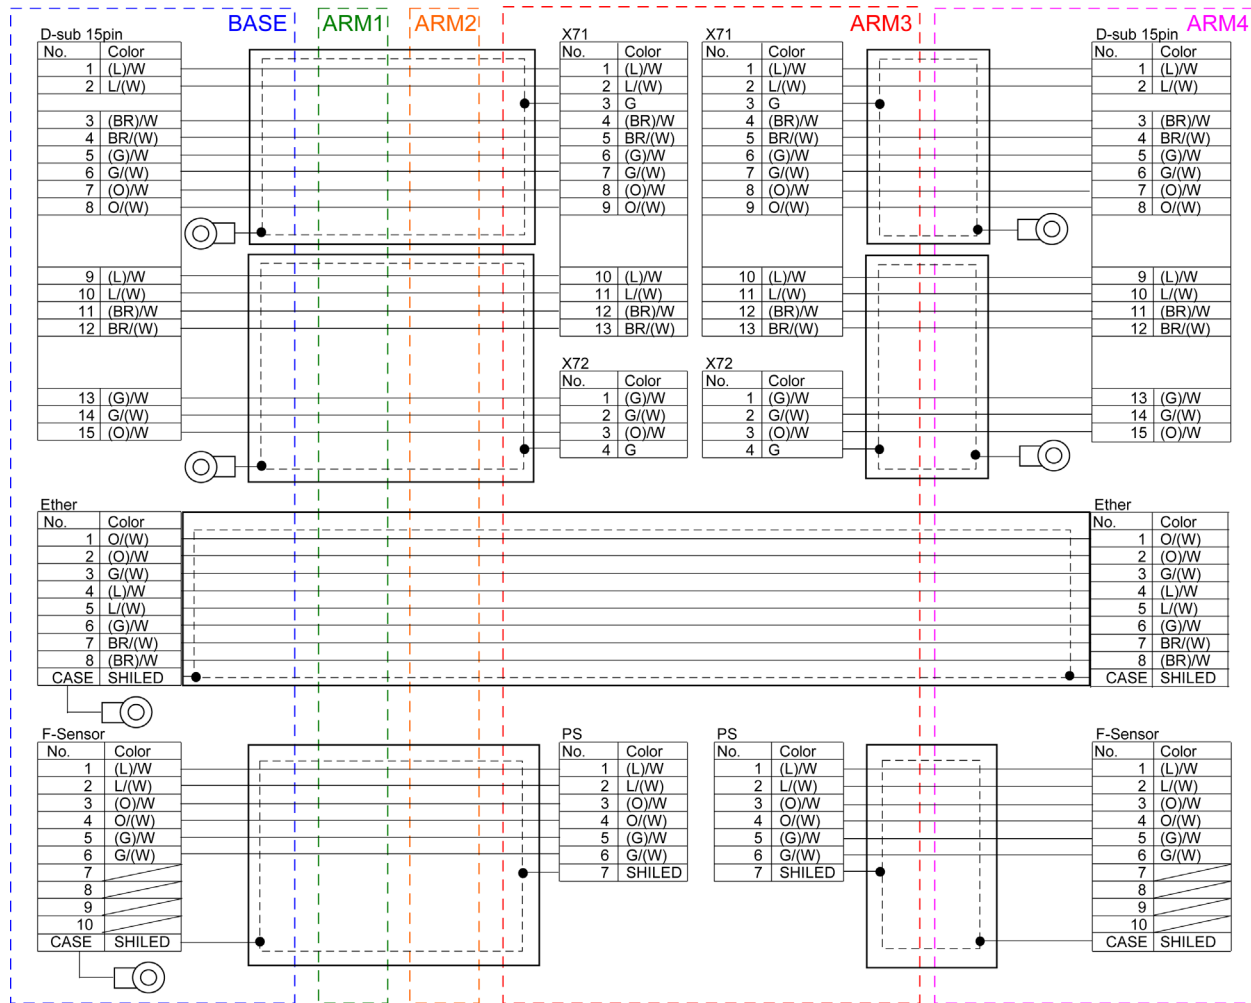 BASE ARM1 ARM2 ARM3 ARM4
D-sub 15pin X71 X71 D-sub 15pin
No. Color No. Color No. Color No. Color
1 (L)/W 1 (L)/W 1 (L)/W 1 (L)/W
2 L/(W) 2 L/(W) 2 L/(W) 2 L/(W)
3 G 3 G
3 (BR)/W 4 (BR)/W 4 (BR)/W 3 (BR)/W
4 BR/(W) 5 BR/(W) 5 BR/(W) 4 BR/(W)
5 (G)/W 6 (G)/W 6 (G)/W 5 (G)/W
6 G/(W) 7 G/(W) 7 G/(W) 6 G/(W)
7 (O)/W 8 (O)/W 8 (O)/W 7 (O)/W
8 O/(W) 9 O/(W) 9 O/(W) 8 O/(W)
9 (L)/W 10 (L)/W 10 (L)/W 9 (L)/W
10 L/(W) 11 L/(W) 11 L/(W) 10 L/(W)
11 (BR)/W 12 (BR)/W 12 (BR)/W 11 (BR)/W
12 BR/(W) 13 BR/(W) 13 BR/(W) 12 BR/(W)
X72 X72
No. Color No. Color
13 (G)/W 1 (G)/W 1 (G)/W 13 (G)/W
14 G/(W) 2 G/(W) 2 G/(W) 14 G/(W)
15 (O)/W 3 (O)/W 3 (O)/W 15 (O)/W
4 G 4 G
Ether Ether
No. Color No. Color
1 O/(W) 1 O/(W)
2 (O)/W 2 (O)/W
3 G/(W) 3 G/(W)
4 (L)/W 4 (L)/W
5 L/(W) 5 L/(W)
6 (G)/W 6 (G)/W
7 BR/(W) 7 BR/(W)
8 (BR)/W 8 (BR)/W
CASE SHILED CASE SHILED
F-Sensor PS PS F-Sensor
No. Color No. Color No. Color No. Color
1 (L)/W 1 (L)/W 1 (L)/W 1 (L)/W
2 L/(W) 2 L/(W) 2 L/(W) 2 L/(W)
3 (O)/W 3 (O)/W 3 (O)/W 3 (O)/W
4 O/(W) 4 O/(W) 4 O/(W) 4 O/(W)
5 (G)/W 5 (G)/W 5 (G)/W 5 (G)/W
6 G/(W) 6 G/(W) 6 G/(W) 6 G/(W)
7 7 SHILED 7 SHILED 7
8 8
9 9
10 10
CASE SHILED CASE SHILED